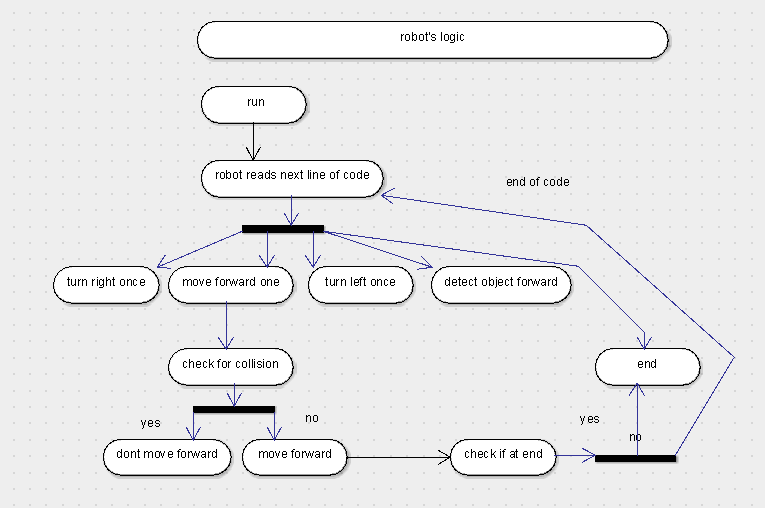 robot's logic
run
robot reads next line of code
end of code
turn right once
move forward one
turn left once
detect object forward
check for collision
end
yes
no
yes
no
dont move forward
move forward
check if at end